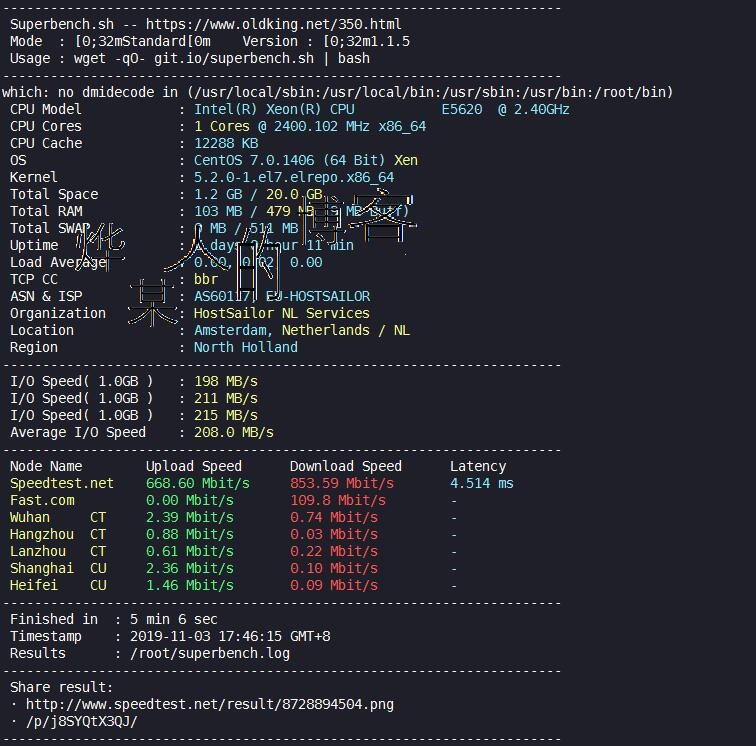 Superbench.sh -- https://www.oldking.net/350.html
Mode : [0;32mStandard[0m Version : [0;32m1.1.5
Usage : wget -qO- git.io/superbench.sh | bash
which: no dmidecode in (/usr/local/sbin:/usr/local/bin:/usr/sbin:/usr/bin:/root/bin)
CPU Model : Intel(R) Xeon(R) CPU E5620 @ 2.40GHz
CPU Cores : 1 Cores @ 2400.102 MHz x86_64
CPU Cache : 12288 KB
OS : CentOS 7.0.1406 (64 Bit) Xen
Kernel : 5.2.0-1.el7.elrepo.x86_64
Total Space : 1.2 GB / 20.0 GB
Total RAM : 103 MB / 479 MB
Total SWAP : 0 MB / 511 MB
Uptime : days hour 11 min
Load Average : 0.00, 0.02 0.00
TCP CC : bbr
ASN & ISP : AS60117, EU-HOSTSAILOR
Organization : HostSailor NL Services
Location : Amsterdam, Netherlands / NL
Region : North Holland
I/O Speed( 1.0GB ) : 198 MB/s
I/O Speed( 1.0GB ) : 211 MB/s
I/O Speed( 1.0GB ) : 215 MB/s
Average I/O Speed : 208.0 MB/s
Node Name Upload Speed Download Speed Latency
Speedtest.net 668.60 Mbit/s 853.59 Mbit/s 4.514 ms
Fast.com 0.00 Mbit/s 109.8 Mbit/s -
Wuhan CT 2.39 Mbit/s 0.74 Mbit/s -
Hangzhou CT 0.88 Mbit/s 0.03 Mbit/s -
Lanzhou CT 0.61 Mbit/s 0.22 Mbit/s -
Shanghai CU 2.36 Mbit/s 0.10 Mbit/s -
Heifei CU 1.46 Mbit/s 0.09 Mbit/s -
Finished in : 5 min 6 sec
Timestamp : 2019-11-03 17:46:15 GMT+8
Results : /root/superbench.log
Share result:
· http://www.speedtest.net/result/8728894504.png
· /p/j8SYQtX3QJ/
华某人的博客